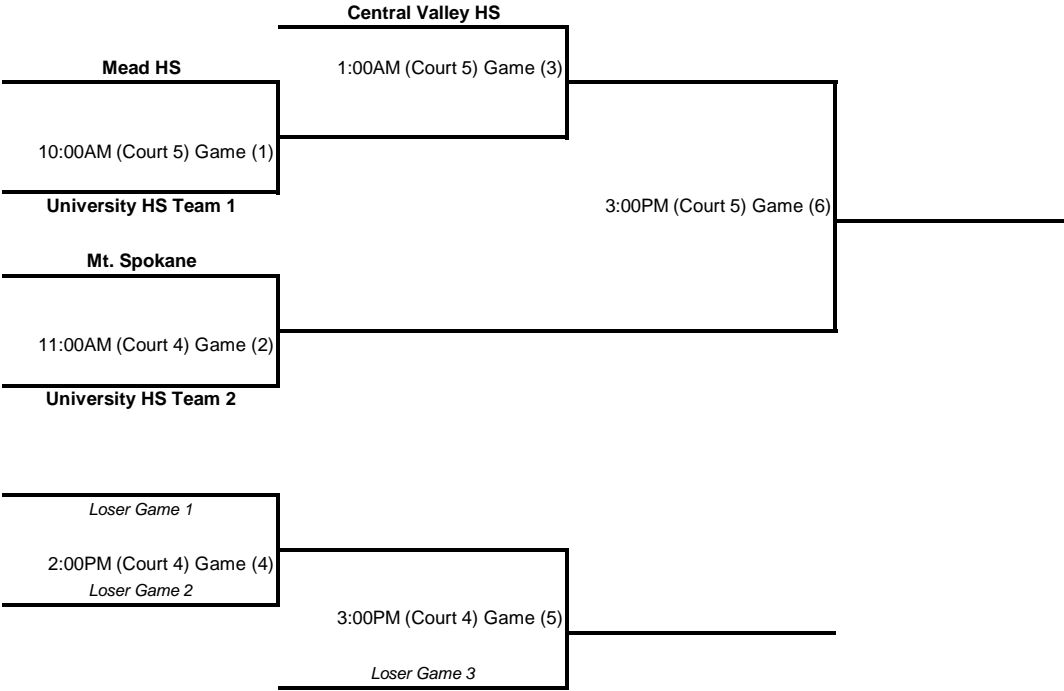 Central Valley HS
Mead HS
1:00AM (Court 5) Game (3)
10:00AM (Court 5) Game (1)
University HS Team 1
3:00PM (Court 5) Game (6)
Mt. Spokane
11:00AM (Court 4) Game (2)
University HS Team 2
Loser Game 1
2:00PM (Court 4) Game (4)
Loser Game 2
3:00PM (Court 4) Game (5)
Loser Game 3